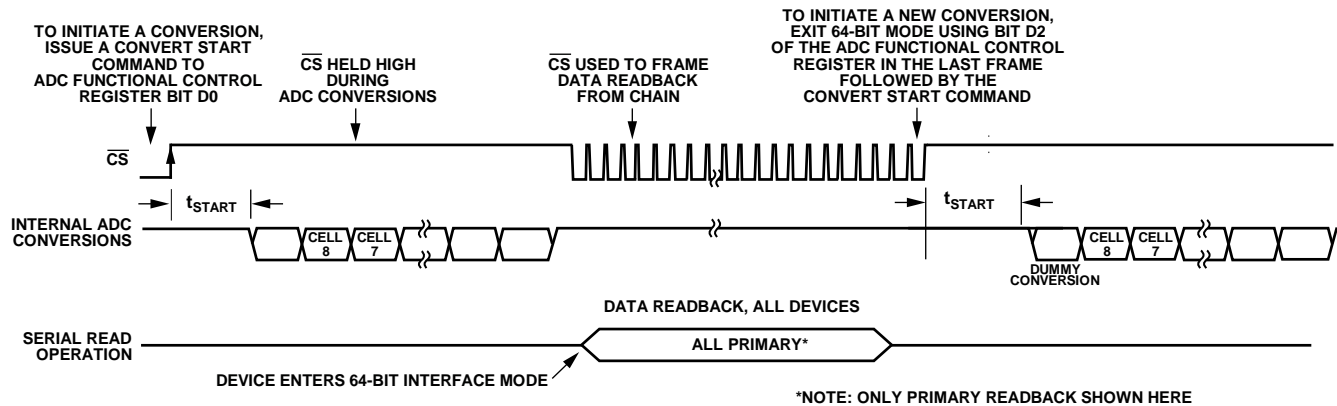 TO INITIATE A CONVERSION,
ISSUE A CONVERT START
COMMAND TO
ADC FUNCTIONAL CONTROL
REGISTER BIT D0
CS HELD HIGH
DURING
ADC CONVERSIONS
CS USED TO FRAME
DATA READBACK
FROM CHAIN
TO INITIATE A NEW CONVERSION,
EXIT 64-BIT MODE USING BIT D2
OF THE ADC FUNCTIONAL CONTROL
REGISTER IN THE LAST FRAME
FOLLOWED BY THE
CONVERT START COMMAND
CS
tSTART
tSTART
INTERNAL ADC
CONVERSIONS
CELL
8
CELL
7
DUMMY
CONVERSION
CELL
8
CELL
7
DATA READBACK, ALL DEVICES
SERIAL READ
OPERATION
ALL PRIMARY*
DEVICE ENTERS 64-BIT INTERFACE MODE
*NOTE: ONLY PRIMARY READBACK SHOWN HERE